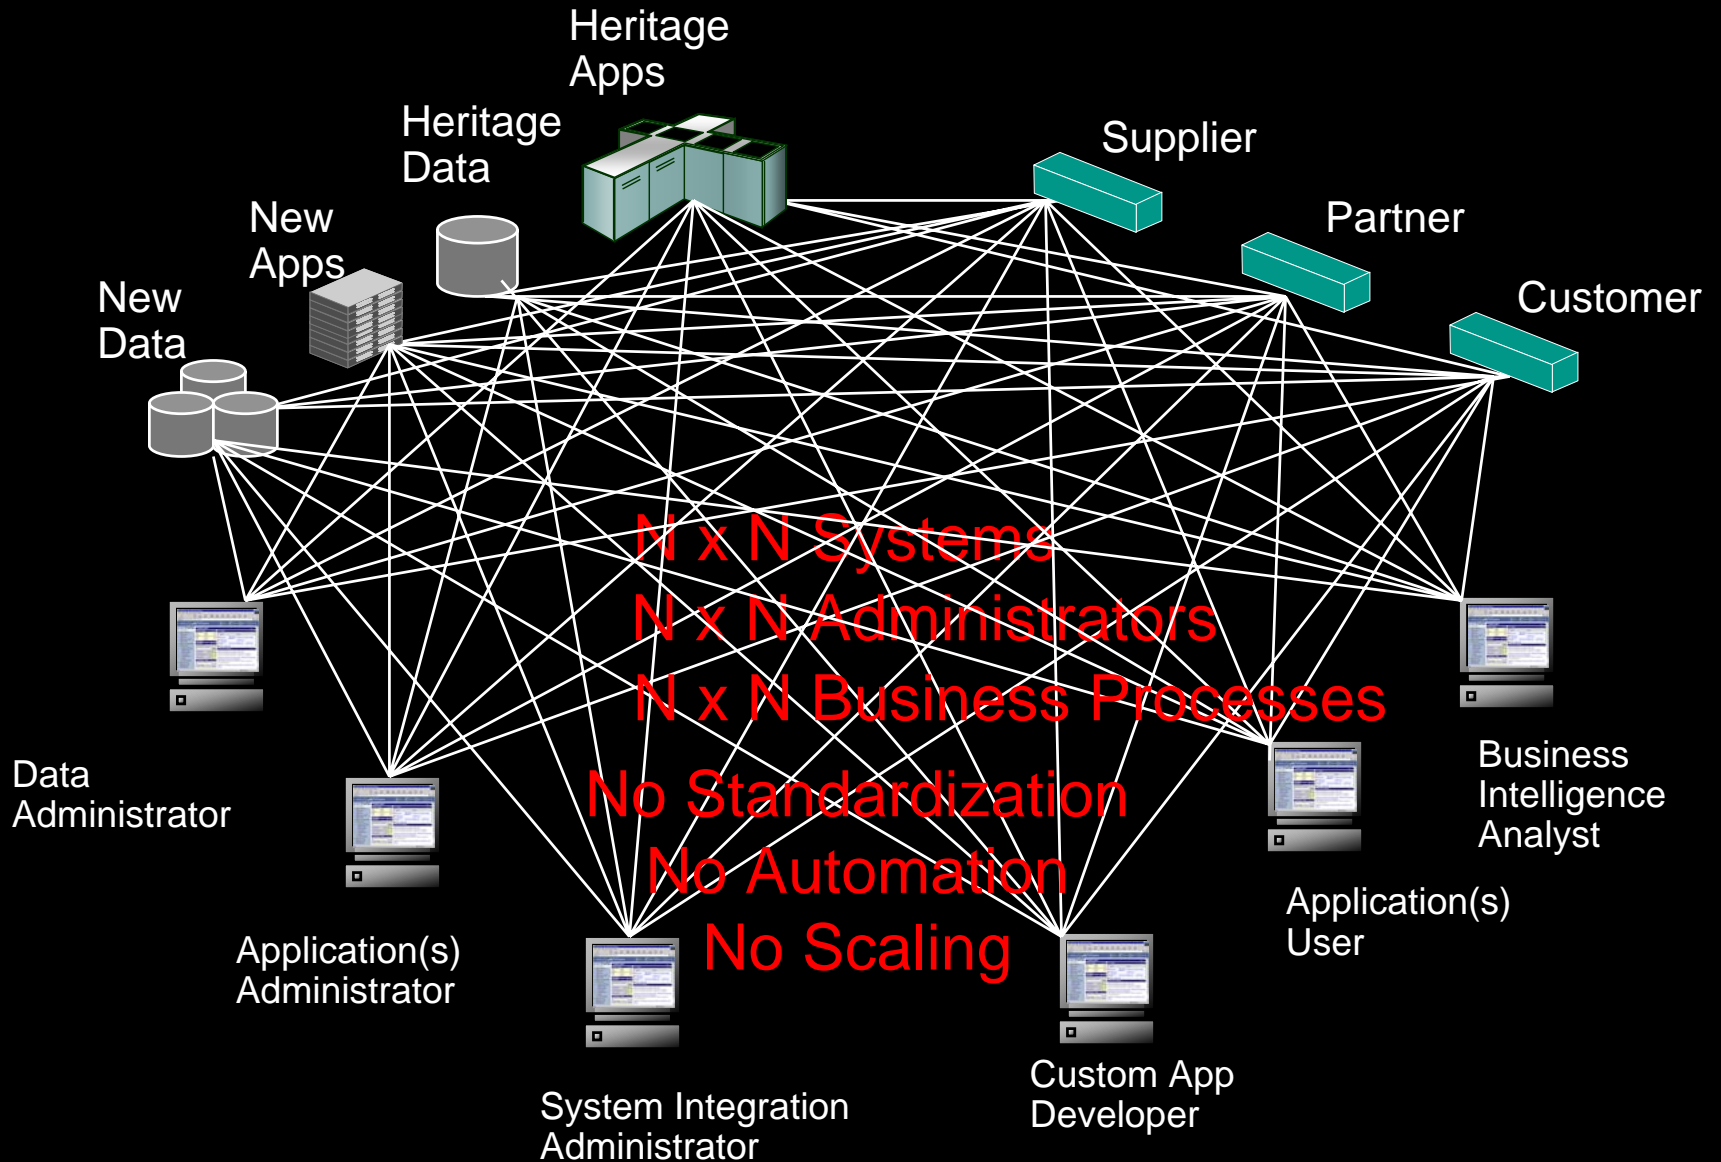 Heritage
Apps
Heritage
Data
Supplier
New
Apps
Partner
New
Data
Customer
N x N Systems
N x N Administrators
N x N Business Processes
No Standardization
No Automation
No Scaling
Data
Administrator
Business
Intelligence
Analyst
Application(s)
User
Application(s)
Administrator
Custom App
Developer
System Integration
Administrator